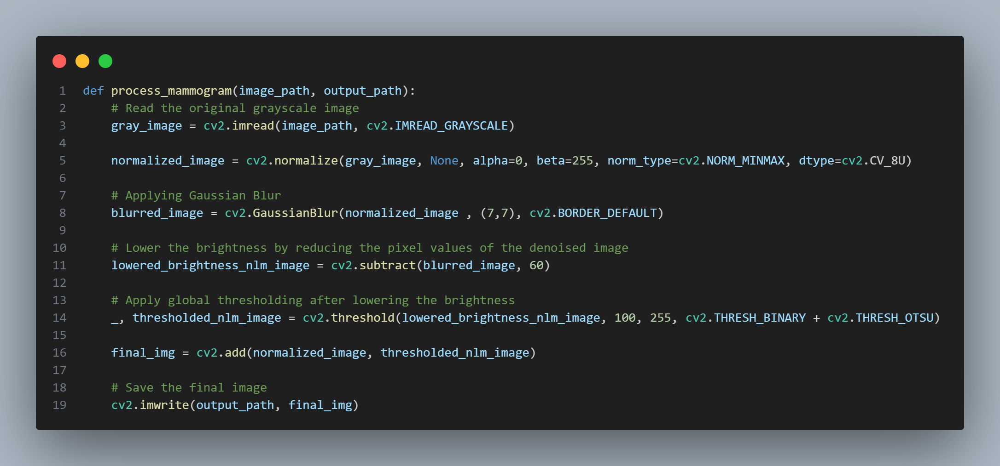 1 def process_mammogram(image_path, output_path):
2     # Read the original grayscale image
3     gray_image = cv2.imread(image_path, cv2.IMREAD_GRAYSCALE)
4
5     normalized_image = cv2.normalize(gray_image, None, alpha=0, beta=255, norm_type=cv2.NORM_MINMAX, dtype=cv2.CV_8U)
6
7     # Applying Gaussian Blur
8     blurred_image = cv2.GaussianBlur(normalized_image , (7,7), cv2.BORDER_DEFAULT)
9
10     # Lower the brightness by reducing the pixel values of the denoised image
11     lowered_brightness_nlm_image = cv2.subtract(blurred_image, 60)
12
13     # Apply global thresholding after lowering the brightness
14     _, thresholded_nlm_image = cv2.threshold(lowered_brightness_nlm_image, 100, 255, cv2.THRESH_BINARY + cv2.THRESH_OTSU)
15
16     final_img = cv2.add(normalized_image, thresholded_nlm_image)
17
18     # Save the final image
19     cv2.imwrite(output_path, final_img)